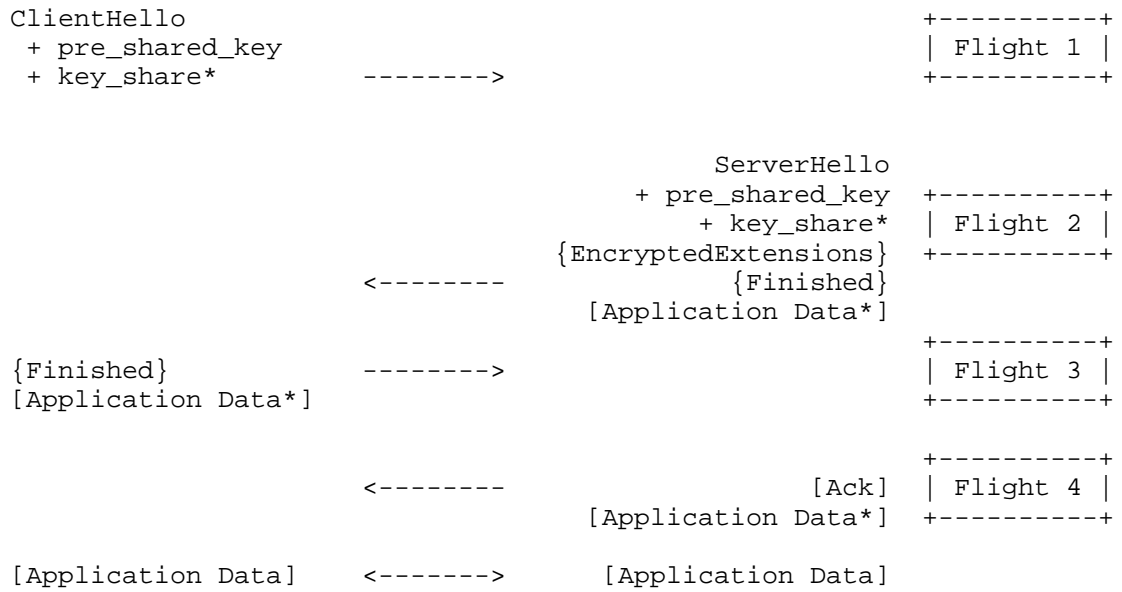 ClientHello                                            +----------+
 + pre_shared_key                                      | Flight 1 |
 + key_share*         -------->                        +----------+
                                        ServerHello
                                   + pre_shared_key  +----------+
                                       + key_share*  | Flight 2 |
                              {EncryptedExtensions}  +----------+
                      <--------          {Finished}
                                [Application Data*]
                                                     +----------+
{Finished}            -------->                      | Flight 3 |
[Application Data*]                                  +----------+
                                                     +----------+
                      <--------               [Ack]  | Flight 4 |
                                [Application Data*]  +----------+
[Application Data]    <------->  [Application Data]